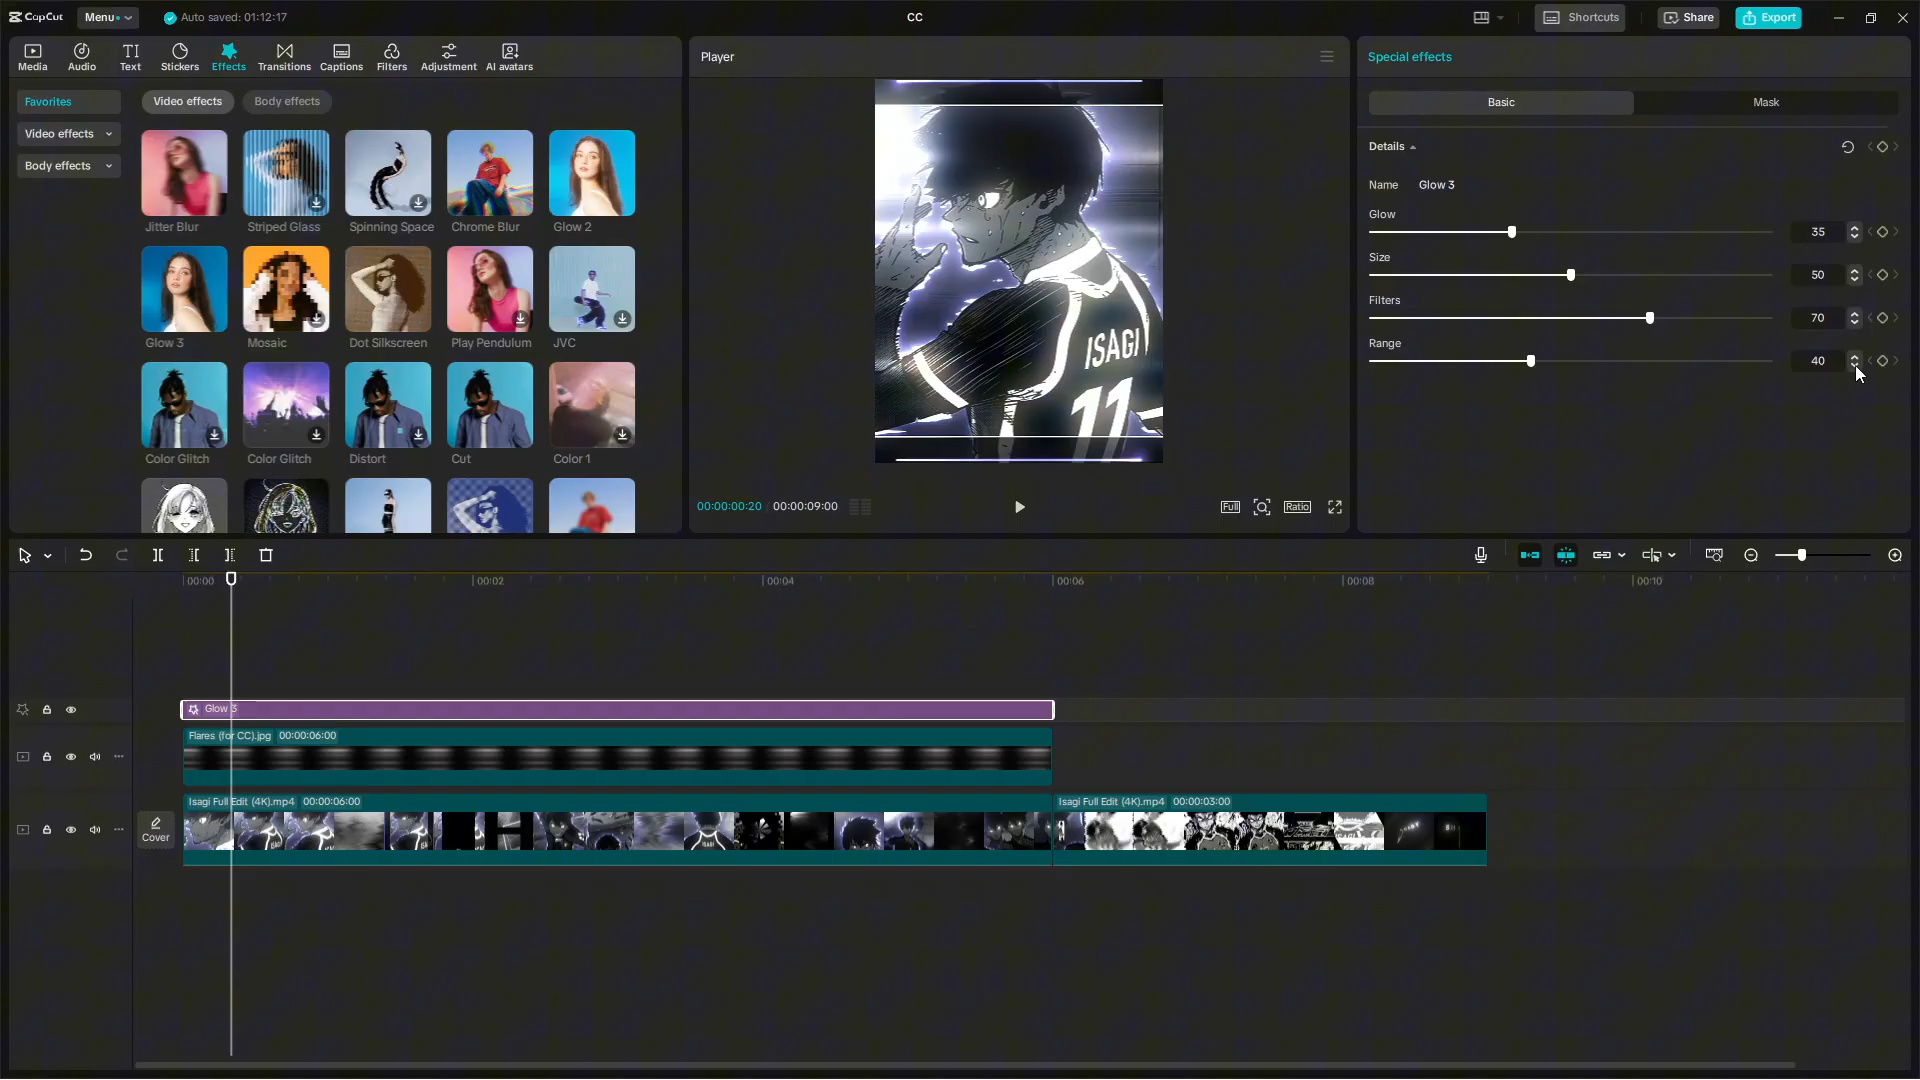 CapCut
Menu
Auto saved: 01:12:17
CC
Shortcuts
Share
Export
Media
Audio
Text
Stickers
Effects
Transitions
Captions
Filters
Adjustment
AI avatars
Favorites
Video effects
Body effects
Video effects
Body effects
Jitter Blur
Striped Glass
Spinning Space
Chrome Blur
Glow 2
Glow 3
Mosaic
Dot Silkscreen
Play Pendulum
JVC
Color Glitch
Color Glitch
Distort
Cut
Color 1
Player
ISAGI
11
00:00:00:20 / 00:00:09:00
Full
Ratio
Special effects
Basic
Mask
Details
Name Glow 3
Glow
35
Size
50
Filters
70
Range
40
00:00
00:02
00:04
00:06
00:08
00:10
Glow 3
Flares (for CC).jpg 00:00:06:00
Isagi Full Edit (4K).mp4 00:00:06:00
Isagi Full Edit (4K).mp4 00:00:03:00
Cover